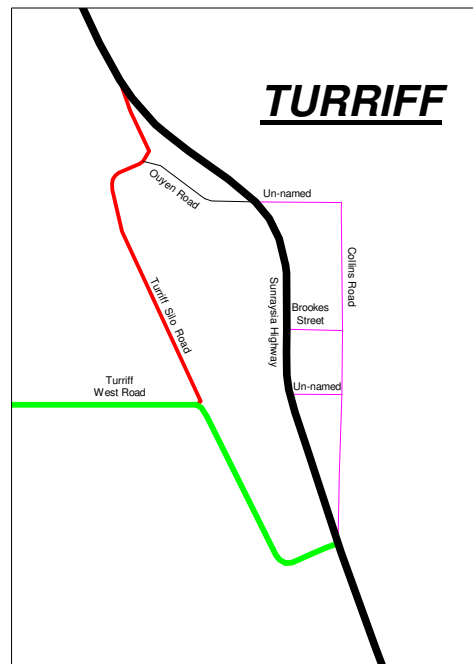 TURRIFF
Ouyen Road
Un-named
Collins Road
Sunraysia Highway
Brookes
Street
Turriff Silo Road
Un-named
Turriff
West Road